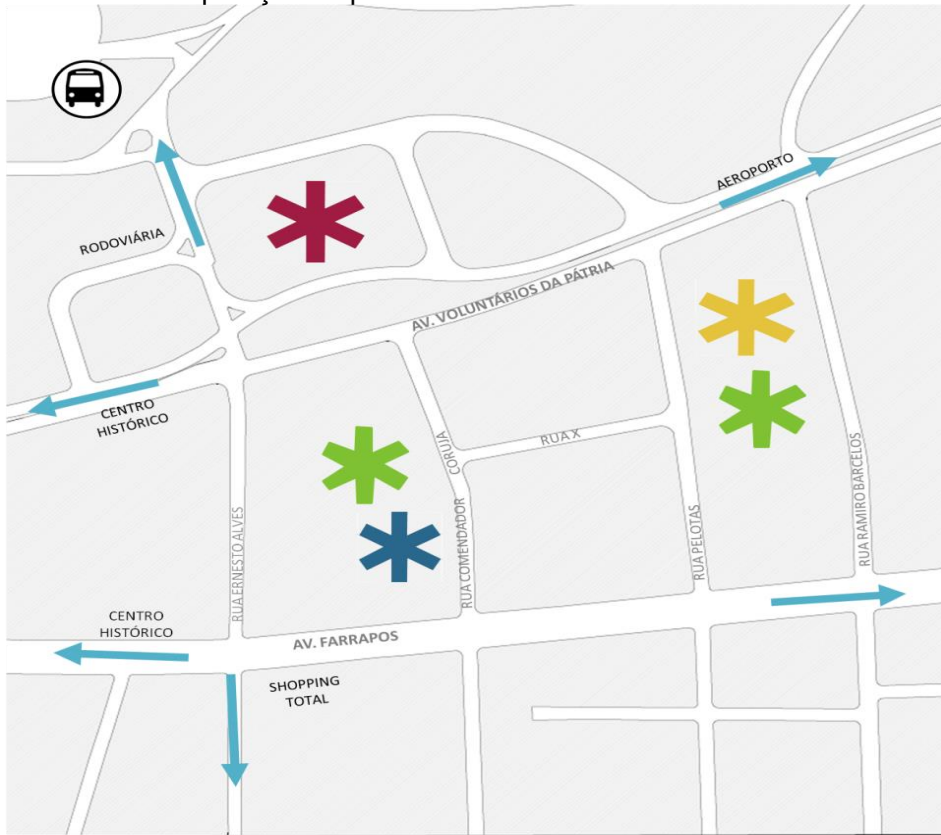 AEROPORTO
RODOVIÁRIA
AV. VOLUNTÁRIOS DA PÁTRIA
CENTRO
HISTÓRICO
RUA X
CORUJA
RUA COMENDADOR
RUA ERNESTO ALVES
RUA PELOTAS
RUA RAMIRO BARCELOS
CENTRO
HISTÓRICO
AV. FARRAPOS
SHOPPING
TOTAL